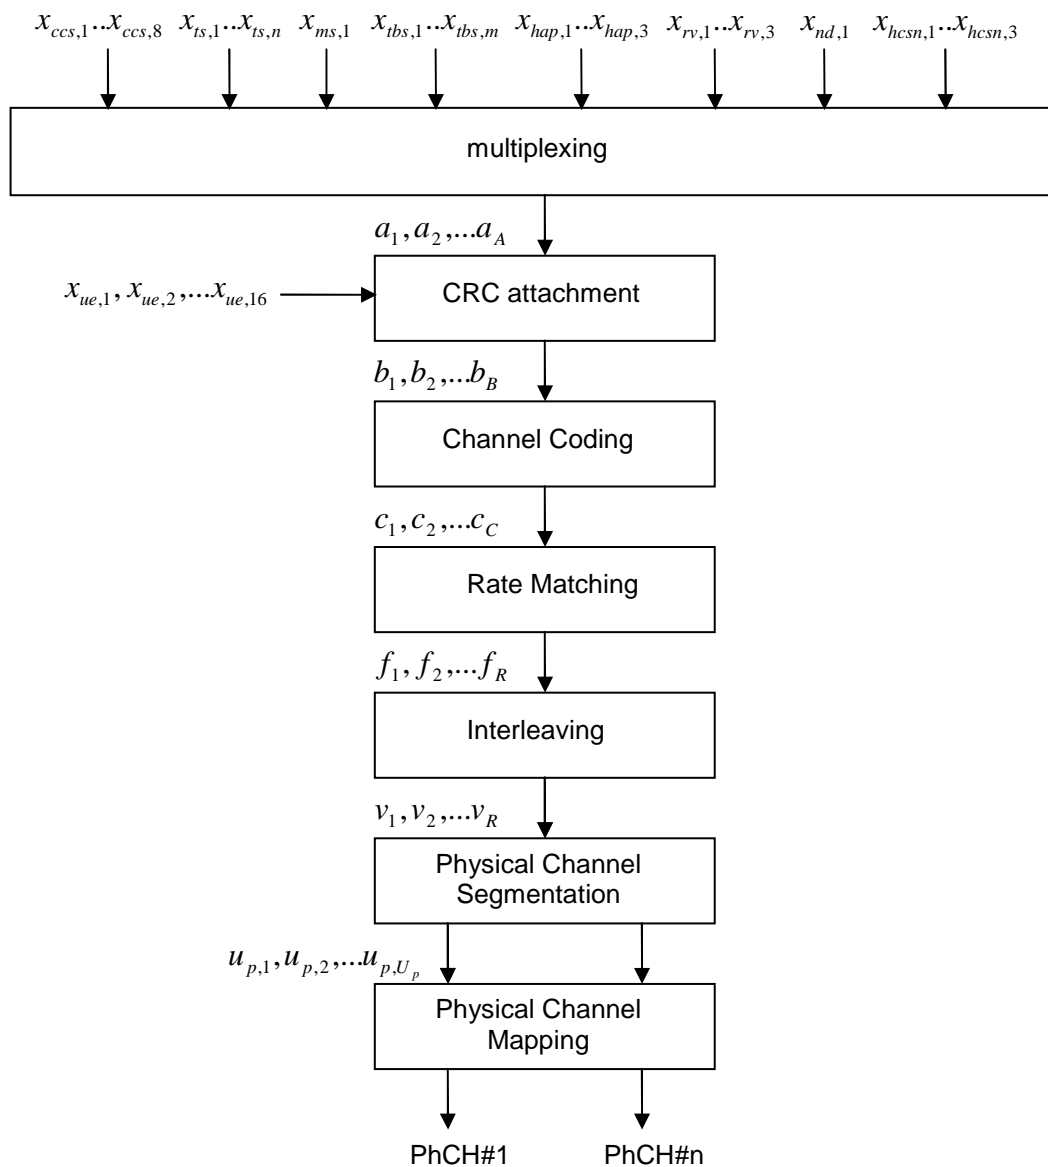 x_{ccs,1}..x_{ccs,8} x_{ts,1}..x_{ts,n} x_{ms,1} x_{tbs,1}..x_{tbs,m} x_{hap,1}..x_{hap,3} x_{rv,1}..x_{rv,3} x_{nd,1} x_{hcsn,1}..x_{hcsn,3}
multiplexing
a_1, a_2,...a_A
x_{ue,1}, x_{ue,2},...x_{ue,16}
CRC attachment
b_1, b_2,...b_B
Channel Coding
c_1, c_2,...c_C
Rate Matching
f_1, f_2,...f_R
Interleaving
v_1, v_2,...v_R
Physical Channel
Segmentation
u_{p,1}, u_{p,2},...u_{p,U_p}
Physical Channel
Mapping
PhCH#1 PhCH#n